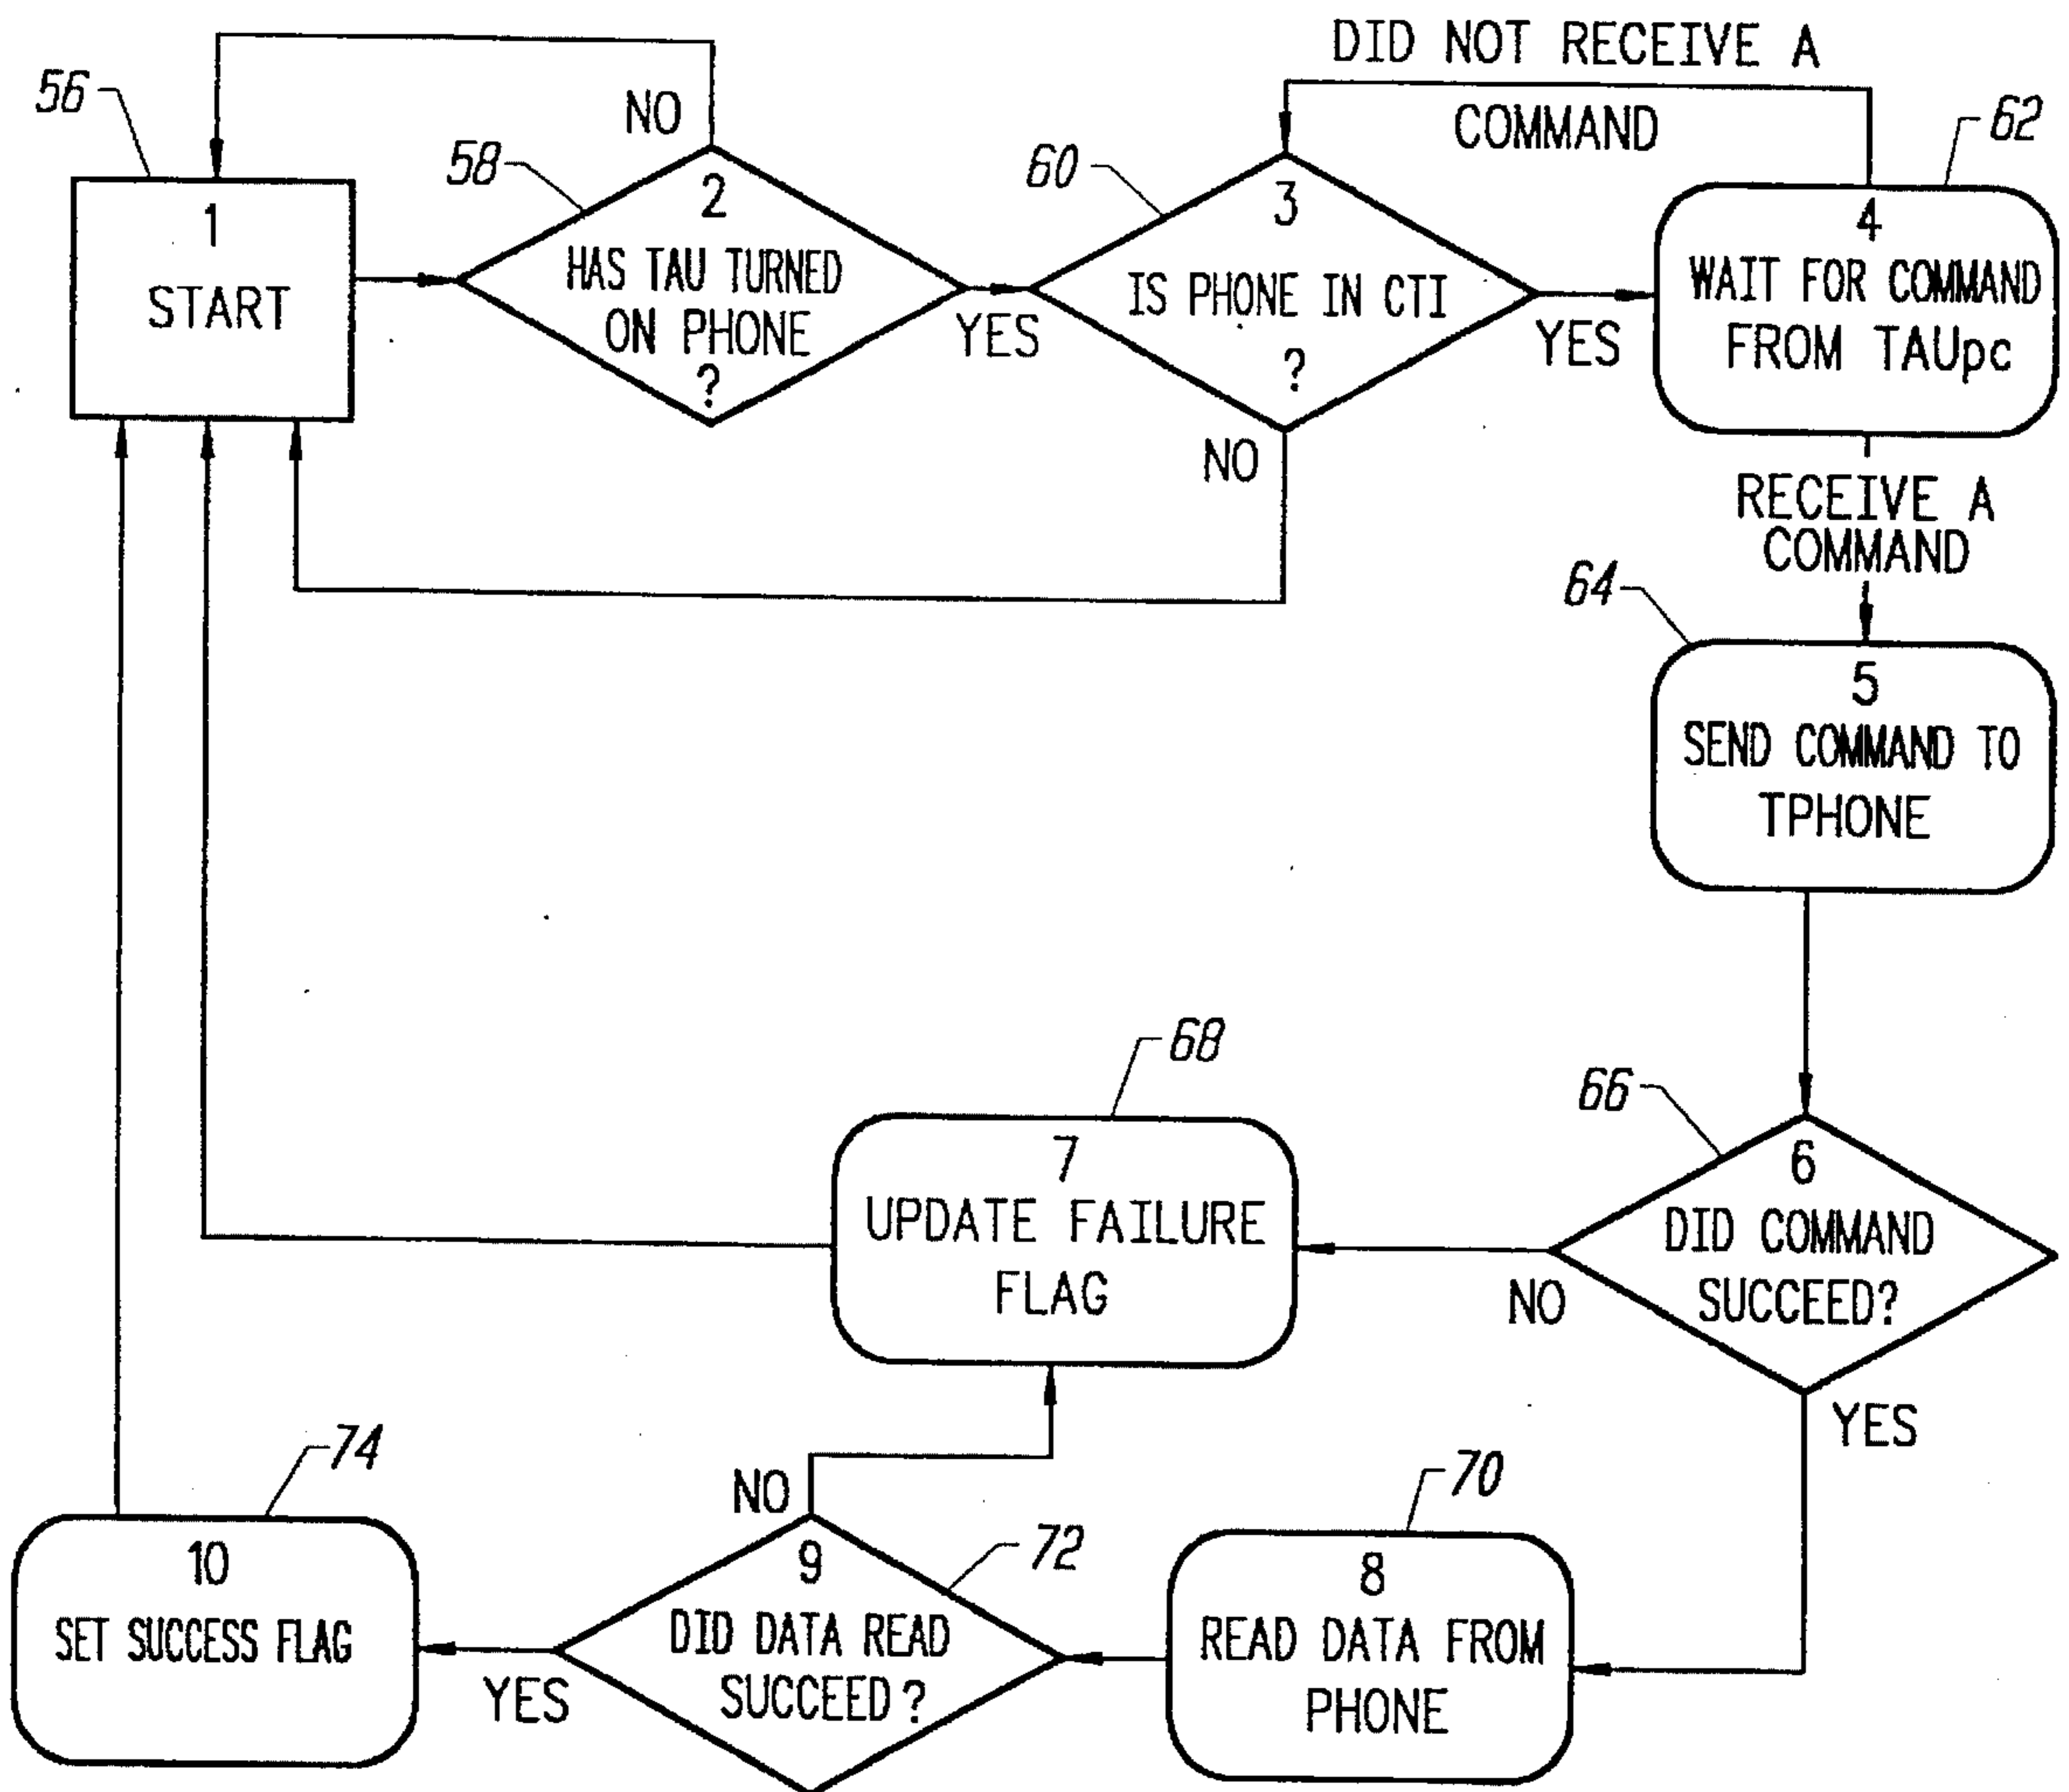 DID NOT RECEIVE A
COMMAND
56
NO
58
60
62
1
START
2
HAS TAU TURNED
ON PHONE
?
YES
3
IS PHONE IN CTI
?
YES
NO
4
WAIT FOR COMMAND
FROM TAUpc
RECEIVE A
COMMAND
64
5
SEND COMMAND TO
TPHONE
66
6
DID COMMAND
SUCCEED?
NO
YES
68
7
UPDATE FAILURE
FLAG
70
8
READ DATA FROM
PHONE
72
9
DID DATA READ
SUCCEED?
NO
YES
74
10
SET SUCCESS FLAG